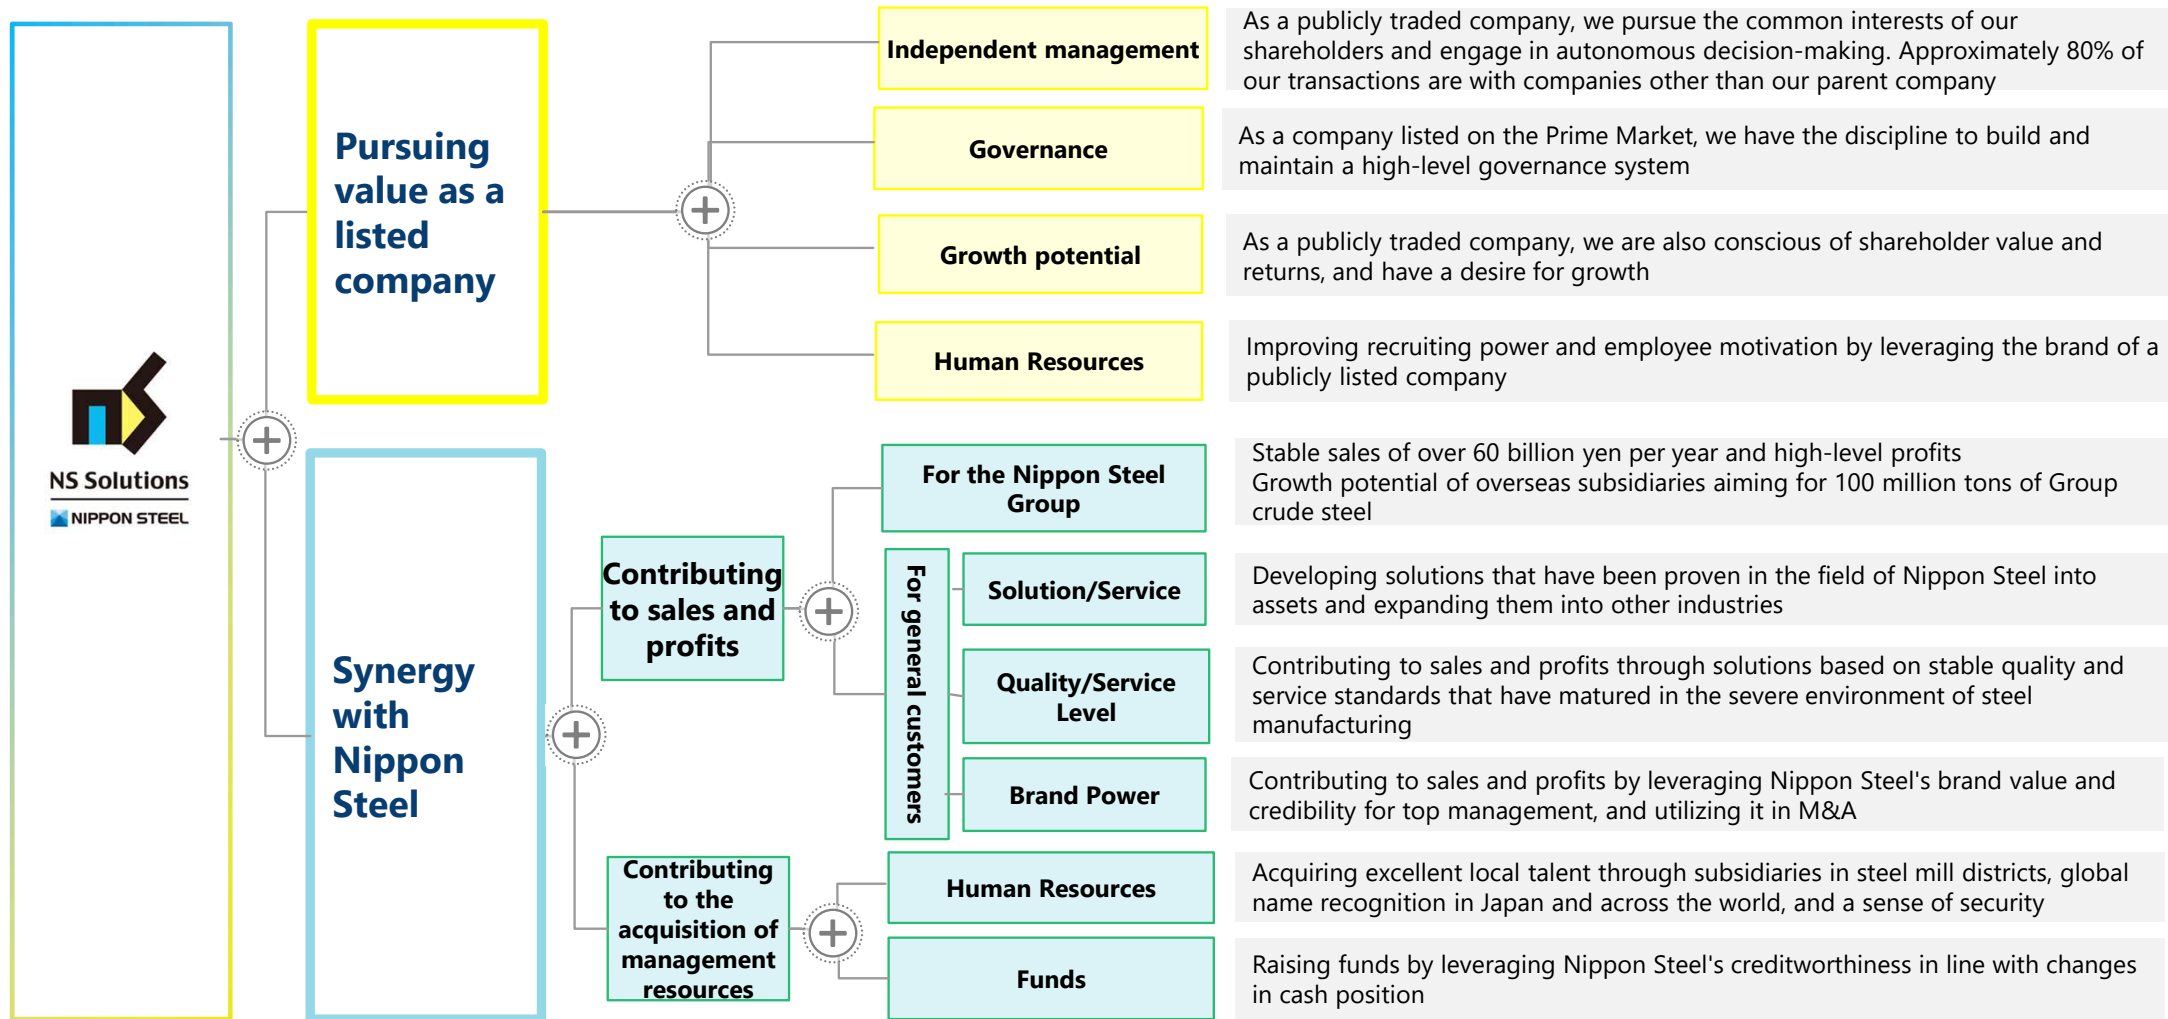 NS Solutions
NIPPON STEEL
Pursuing
value as a
listed
company
Independent management
As a publicly traded company, we pursue the common interests of our
shareholders and engage in autonomous decision-making. Approximately 80% of
our transactions are with companies other than our parent company
Governance
As a company listed on the Prime Market, we have the discipline to build and
maintain a high-level governance system
Growth potential
As a publicly traded company, we are also conscious of shareholder value and
returns, and have a desire for growth
Human Resources
Improving recruiting power and employee motivation by leveraging the brand of a
publicly listed company
Synergy
with
Nippon
Steel
Contributing
to sales and
profits
For the Nippon Steel
Group
Stable sales of over 60 billion yen per year and high-level profits
Growth potential of overseas subsidiaries aiming for 100 million tons of Group
crude steel
For general customers
Solution/Service
Developing solutions that have been proven in the field of Nippon Steel into
assets and expanding them into other industries
Quality/Service
Level
Contributing to sales and profits through solutions based on stable quality and
service standards that have matured in the severe environment of steel
manufacturing
Brand Power
Contributing to sales and profits by leveraging Nippon Steel's brand value and
credibility for top management, and utilizing it in M&A
Contributing
to the
acquisition of
management
resources
Human Resources
Acquiring excellent local talent through subsidiaries in steel mill districts, global
name recognition in Japan and across the world, and a sense of security
Funds
Raising funds by leveraging Nippon Steel's creditworthiness in line with changes
in cash position